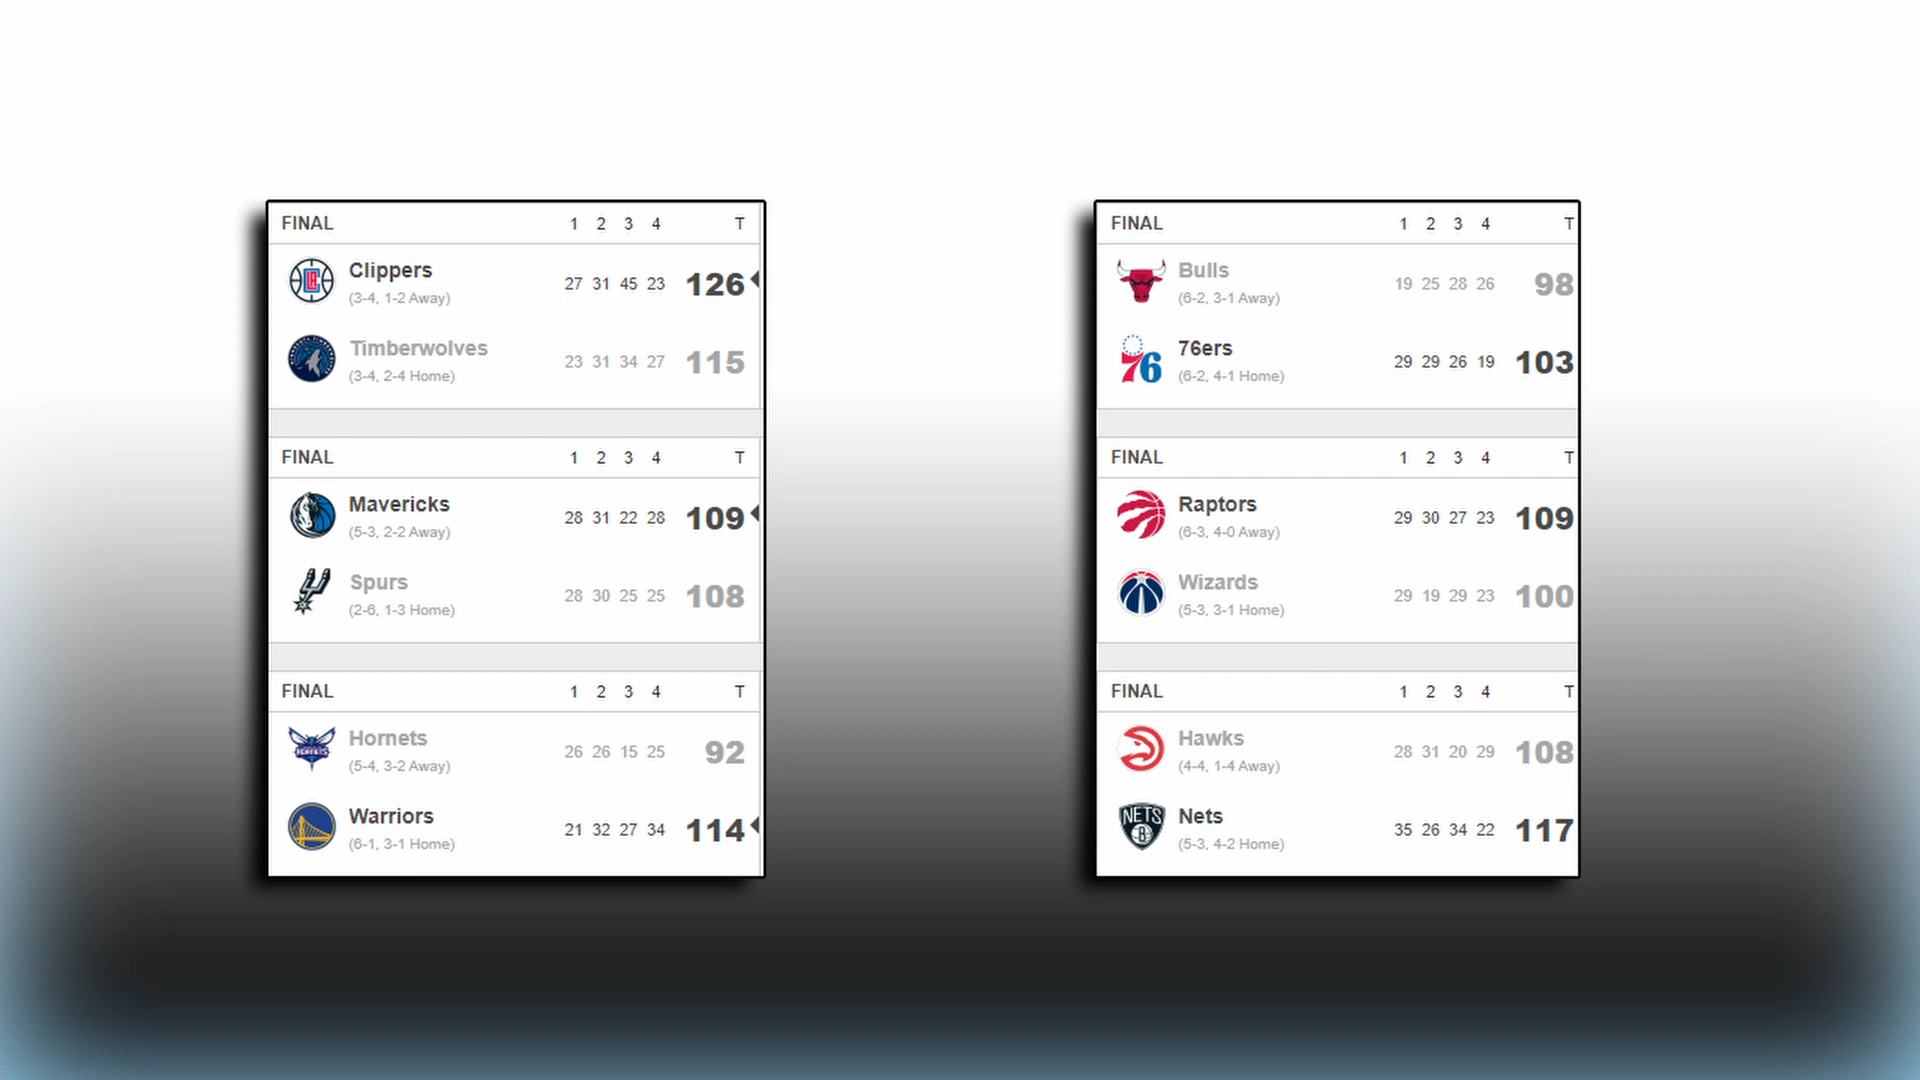 FINAL 1 2 3 4 T
Clippers
27 31 45 23 126
(3-4, 1-2 Away)
Timberwolves
23 31 34 27 115
(3-4, 2-4 Home)
FINAL 1 2 3 4 T
Mavericks
28 31 22 28 109
(5-3, 2-2 Away)
Spurs
28 30 25 25 108
(2-6, 1-3 Home)
FINAL 1 2 3 4 T
Hornets
26 26 15 25 92
(5-4, 3-2 Away)
Warriors
21 32 27 34 114
(6-1, 3-1 Home)
FINAL 1 2 3 4 T
Bulls
19 25 28 26 98
(6-2, 3-1 Away)
76
76ers
29 29 26 19 103
(6-2, 4-1 Home)
FINAL 1 2 3 4 T
Raptors
29 30 27 23 109
(6-3, 4-0 Away)
Wizards
29 19 29 23 100
(5-3, 3-1 Home)
FINAL 1 2 3 4 T
Hawks
28 31 20 29 108
(4-4, 1-4 Away)
NETS
B
Nets
35 26 34 22 117
(5-3, 4-2 Home)